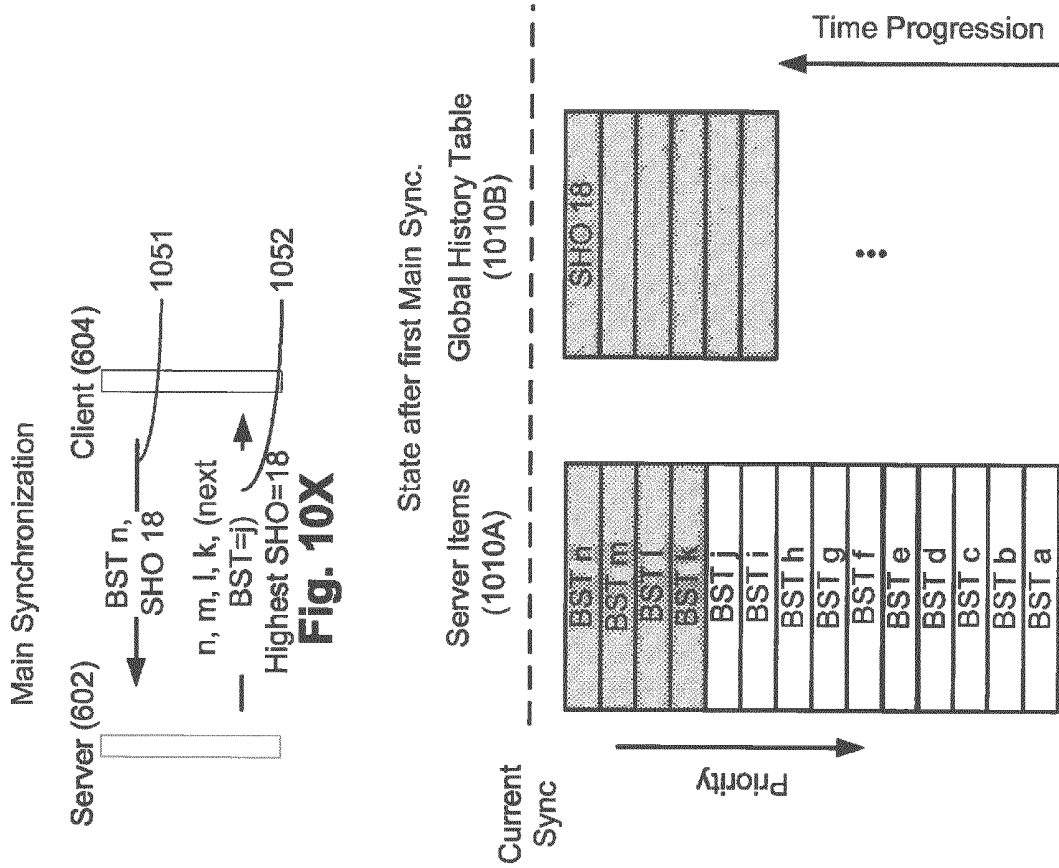 Main Synchronization
Server (602)
Client (604)
BST n,
SHO 18
1051
n, m, l, k, (next
BST=j)
Highest SHO=18
1052
Fig. 10X
State after first Main Sync.
Server Items
(1010A)
Global History Table
(1010B)
Current
Sync
Priority
BST n
BST m
BST l
BST k
BST j
BST i
BST h
BST g
BST f
BST e
BST d
BST c
BST b
BST a
SHO 18
...
Time Progression